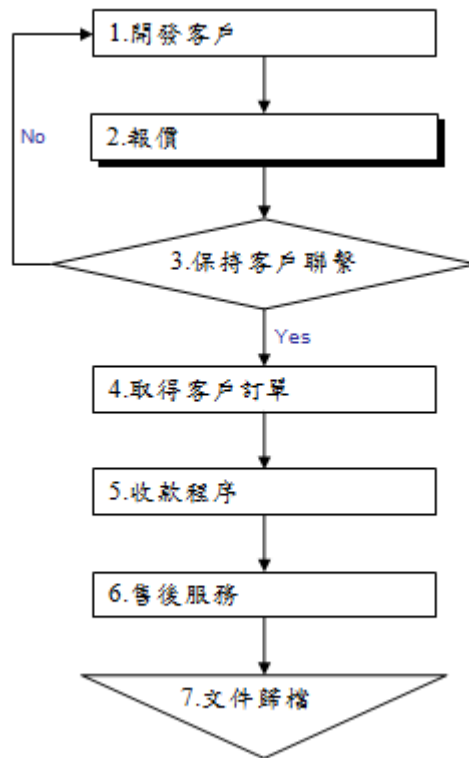 1.開發客戶
No
2.報價
3.保持客戶聯繫
Yes
4.取得客戶訂單
5.收款程序
6.售後服務
7.文件歸檔